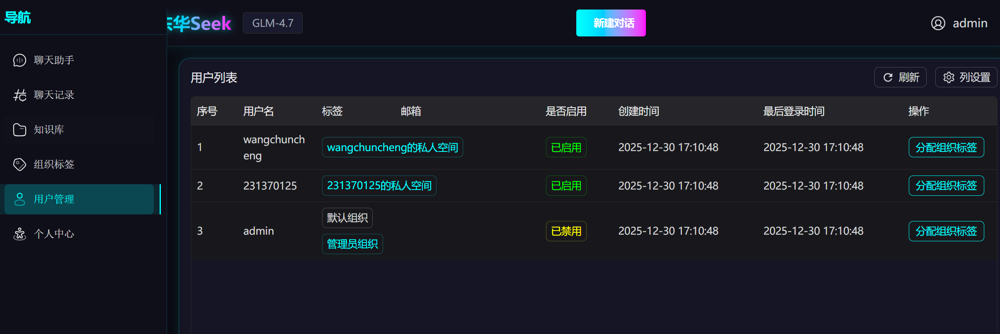 导航
华Seek
GLM-4.7
新建对话
admin
聊天助手
聊天记录
知识库
组织标签
用户管理
个人中心
用户列表
刷新
列设置
序号 用户名 标签 邮箱 是否启用 创建时间 最后登录时间 操作
1 wangchunch
eng wangchuncheng的私人空间 已启用 2025-12-30 17:10:48 2025-12-30 17:10:48 分配组织标签
2 231370125 231370125的私人空间 已启用 2025-12-30 17:10:48 2025-12-30 17:10:48 分配组织标签
3 admin 默认组织
管理员组织 已禁用 2025-12-30 17:10:48 2025-12-30 17:10:48 分配组织标签